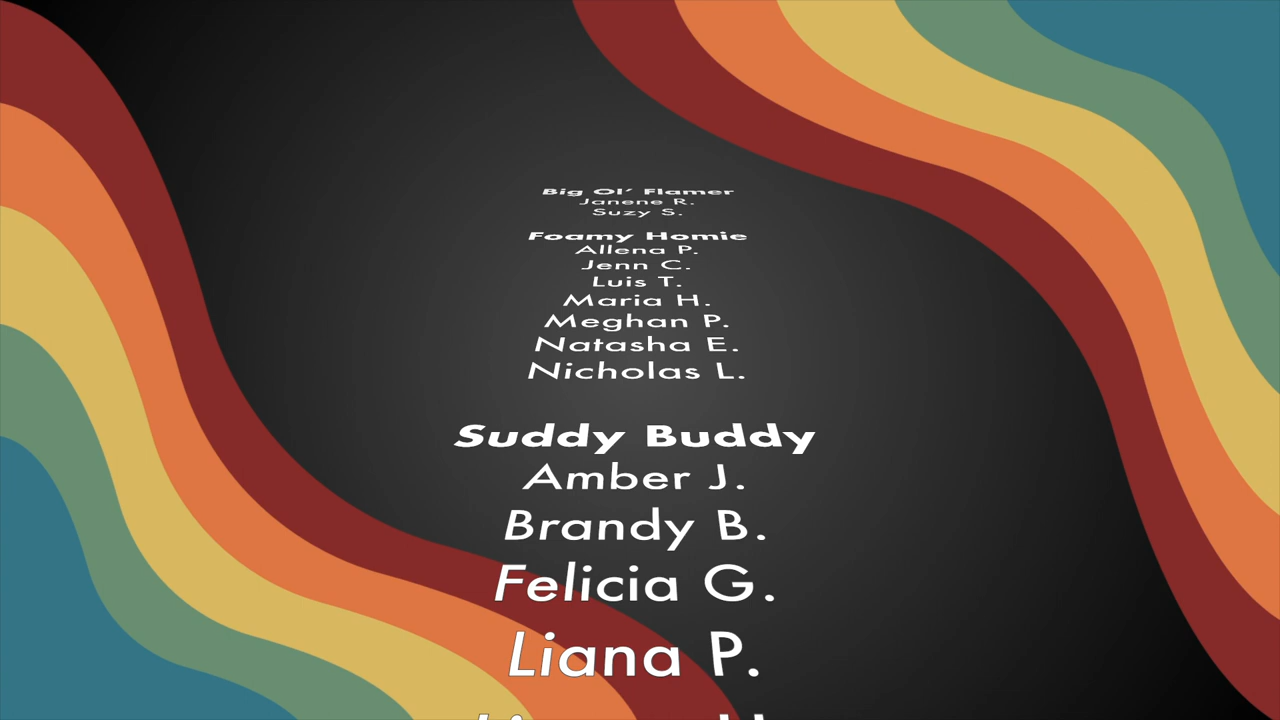 Big Ol' Flamer
Janene R.
Suzy S.
Foamy Homie
Allena P.
Jenn C.
Luis T.
Maria H.
Meghan P.
Natasha E.
Nicholas L.
Suddy Buddy
Amber J.
Brandy B.
Felicia G.
Liana P.